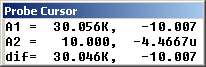 Probe Cursor
A1 = 30.056K, -10.007
A2 = 10.000, -4.4667u
dif= 30.046K, -10.007